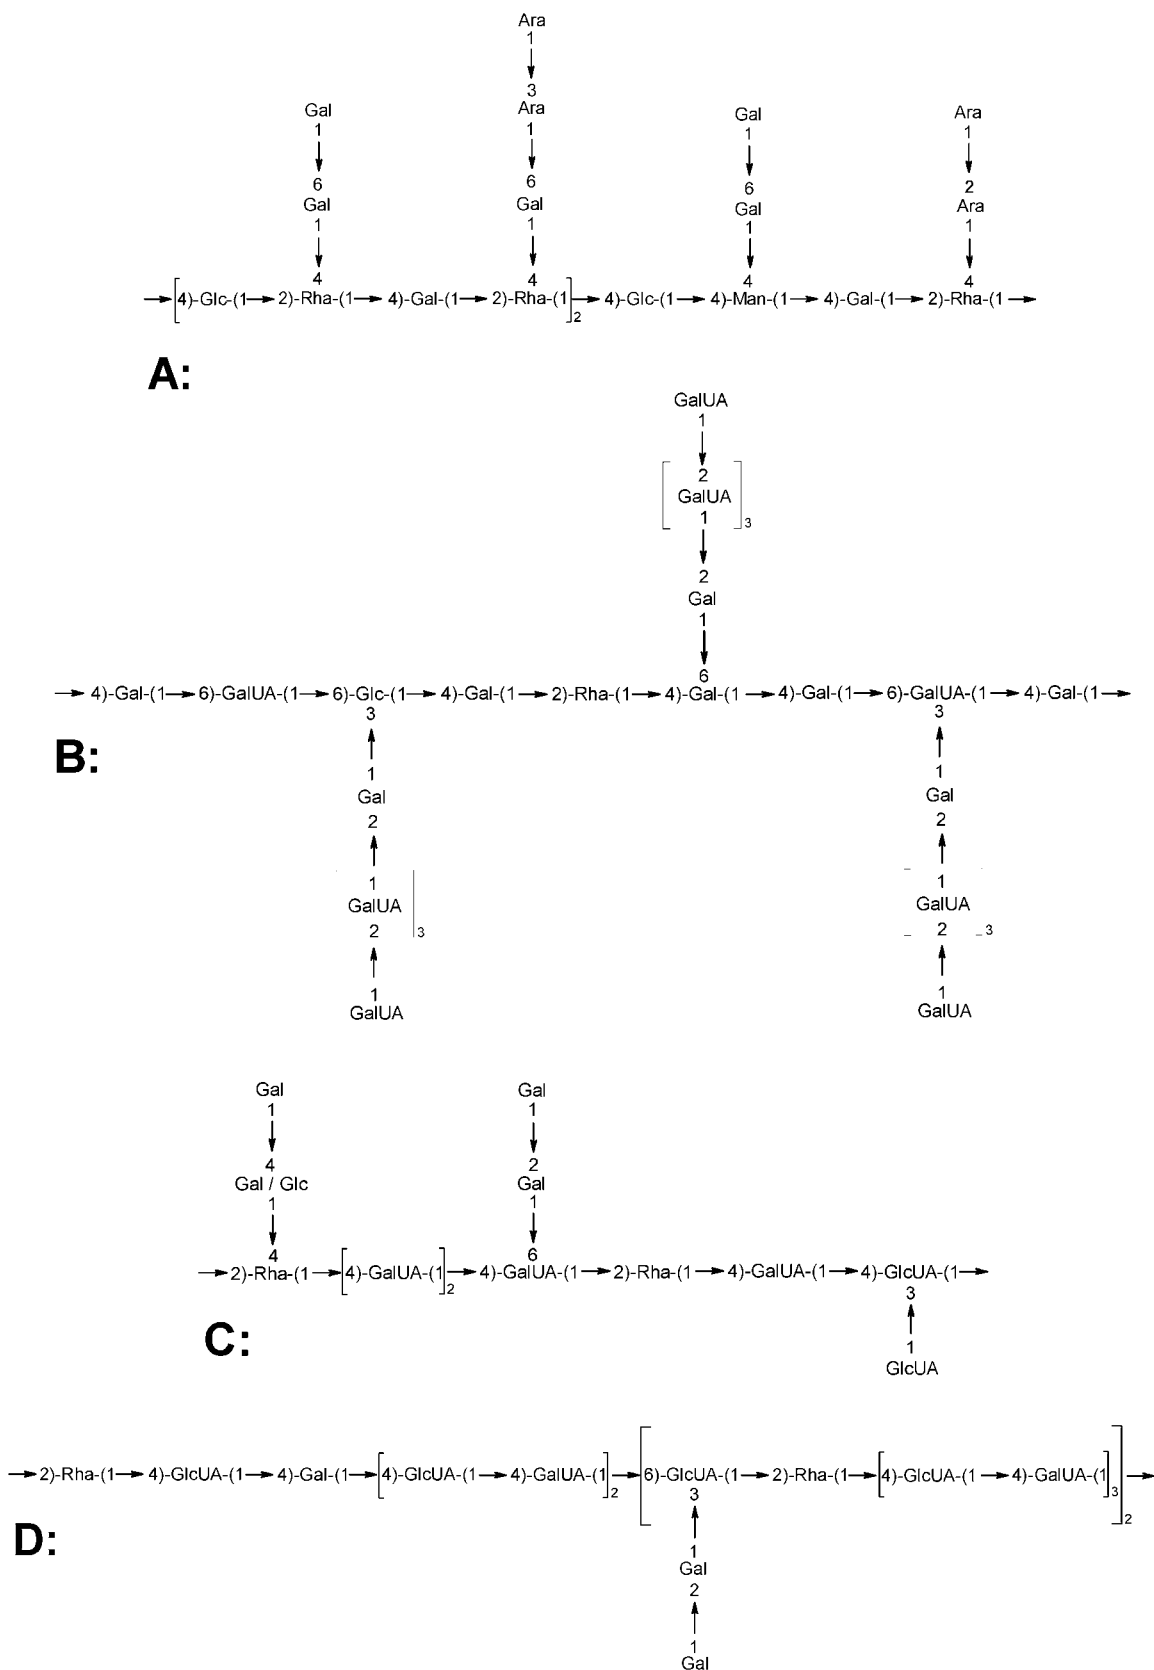 Ara
1
3
Gal Ara Gal Ara
1 1 1 1
6 6 6 2
Gal Gal Gal Ara
1 1 1 1
4 4 4 4
→[4)-Glc-(1→2)-Rha-(1→4)-Gal-(1→2)-Rha-(1]2→4)-Glc-(1→4)-Man-(1→4)-Gal-(1→2)-Rha-(1→
A:
GalUA
1
2
GalUA
1
3
2
Gal
1
6
→4)-Gal-(1→6)-GalUA-(1→6)-Glc-(1→4)-Gal-(1→2)-Rha-(1→4)-Gal-(1→4)-Gal-(1→6)-GalUA-(1→4)-Gal-(1→
3 3
B:
1 1
Gal Gal
2 2
1 1
GalUA GalUA
2 3 2 3
1 1
GalUA GalUA
Gal Gal
1 1
4 2
Gal / Glc Gal
1 1
4 6
→2)-Rha-(1→[4)-GalUA-(1]2→4)-GalUA-(1→2)-Rha-(1→4)-GalUA-(1→4)-GlcUA-(1→
3
C:
1
GlcUA
→2)-Rha-(1→4)-GlcUA-(1→4)-Gal-(1→[4)-GlcUA-(1→4)-GalUA-(1]2→[6)-GlcUA-(1→2)-Rha-(1→[4)-GlcUA-(1→4)-GalUA-(1]3]2→
3
D:
1
Gal
2
1
Gal